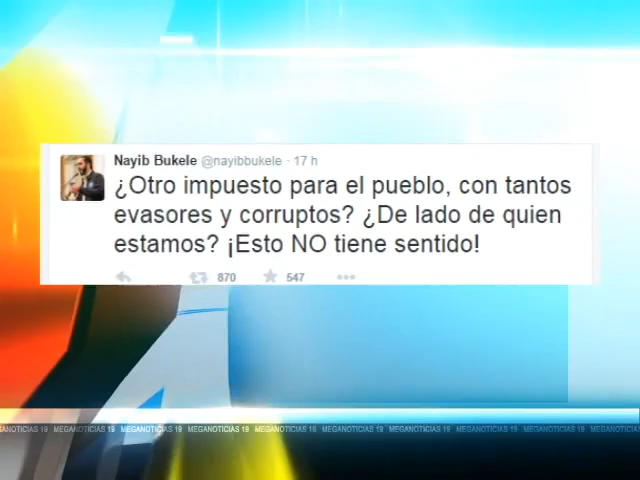 Nayib Bukele @nayibbukele · 17 h
¿Otro impuesto para el pueblo, con tantos
evasores y corruptos? ¿De lado de quien
estamos? ¡Esto NO tiene sentido!
870 547
MEGANOTICIAS 19 MEGANOTICIAS 19 MEGANOTICIAS 19 MEGANOTICIAS 19 MEGANOTICIAS 19 MEGANOTICIAS 19 MEGANOTICIAS 19 MEGANOTICIAS 19 MEGANOTICIAS 19 MEGANOTICIAS